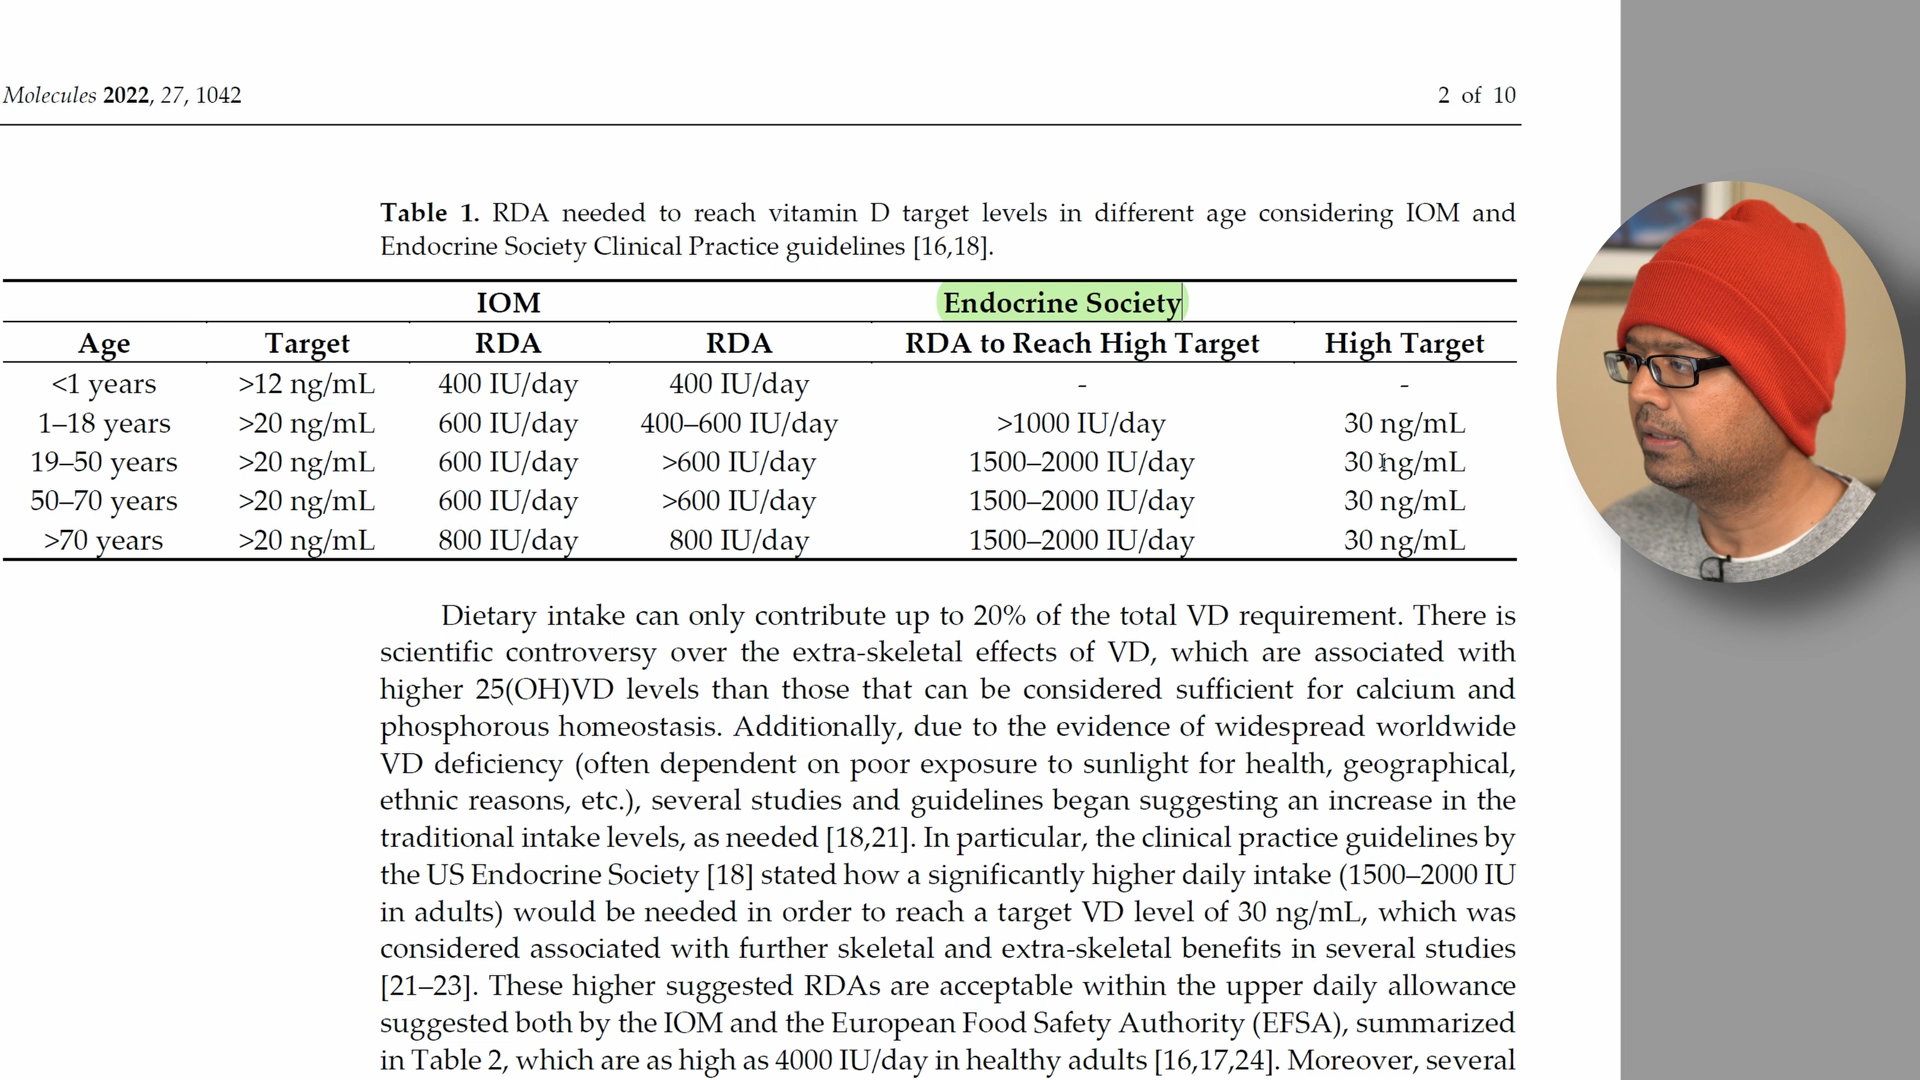 Molecules 2022, 27, 1042
2 of 10
Table 1. RDA needed to reach vitamin D target levels in different age considering IOM and
Endocrine Society Clinical Practice guidelines [16,18].
IOM Endocrine Society
Age Target RDA RDA RDA to Reach High Target High Target
<1 years >12 ng/mL 400 IU/day 400 IU/day - -
1–18 years >20 ng/mL 600 IU/day 400–600 IU/day >1000 IU/day 30 ng/mL
19–50 years >20 ng/mL 600 IU/day >600 IU/day 1500–2000 IU/day 30 ng/mL
50–70 years >20 ng/mL 600 IU/day >600 IU/day 1500–2000 IU/day 30 ng/mL
>70 years >20 ng/mL 800 IU/day 800 IU/day 1500–2000 IU/day 30 ng/mL
Dietary intake can only contribute up to 20% of the total VD requirement. There is
scientific controversy over the extra-skeletal effects of VD, which are associated with
higher 25(OH)VD levels than those that can be considered sufficient for calcium and
phosphorous homeostasis. Additionally, due to the evidence of widespread worldwide
VD deficiency (often dependent on poor exposure to sunlight for health, geographical,
ethnic reasons, etc.), several studies and guidelines began suggesting an increase in the
traditional intake levels, as needed [18,21]. In particular, the clinical practice guidelines by
the US Endocrine Society [18] stated how a significantly higher daily intake (1500–2000 IU
in adults) would be needed in order to reach a target VD level of 30 ng/mL, which was
considered associated with further skeletal and extra-skeletal benefits in several studies
[21–23]. These higher suggested RDAs are acceptable within the upper daily allowance
suggested both by the IOM and the European Food Safety Authority (EFSA), summarized
in Table 2, which are as high as 4000 IU/day in healthy adults [16,17,24]. Moreover, several